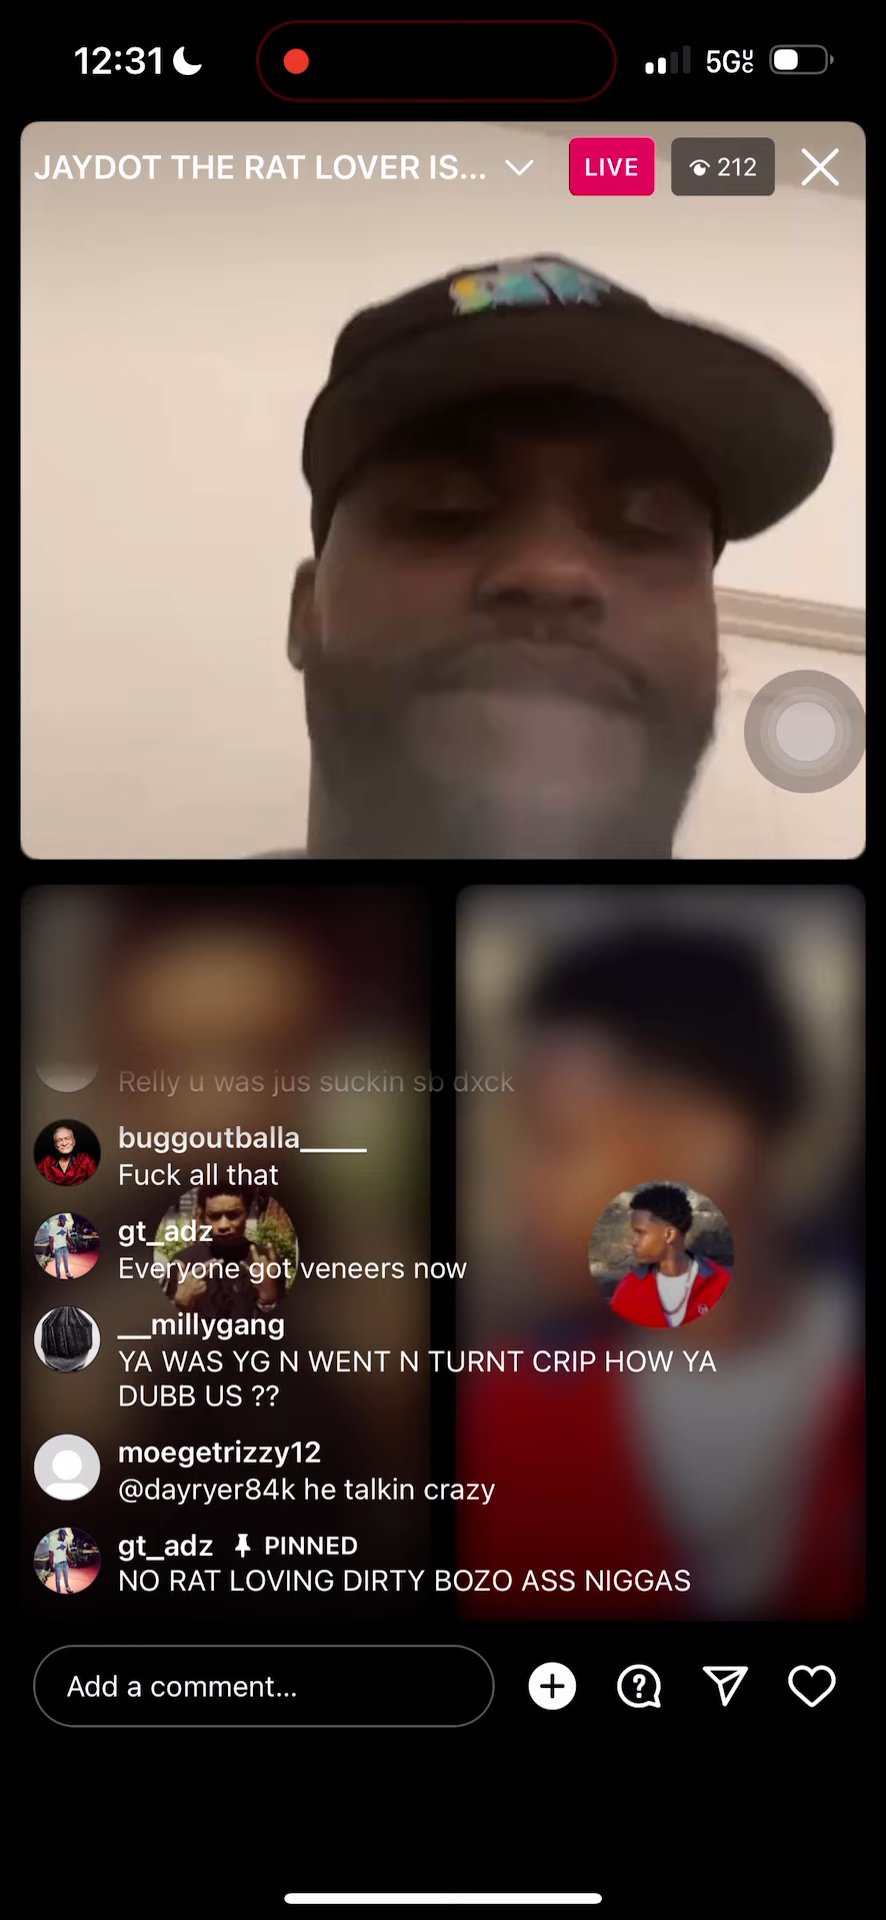 12:31
5GUC
JAYDOT THE RAT LOVER IS...
LIVE
212
Relly u was jus suckin sb dxck
buggoutballa_____
Fuck all that
gt_adz
Everyone got veneers now
__millygang
YA WAS YG N WENT N TURNT CRIP HOW YA
DUBB US ??
moegetrizzy12
@dayryer84k he talkin crazy
gt_adz PINNED
NO RAT LOVING DIRTY BOZO ASS NIGGAS
Add a comment...